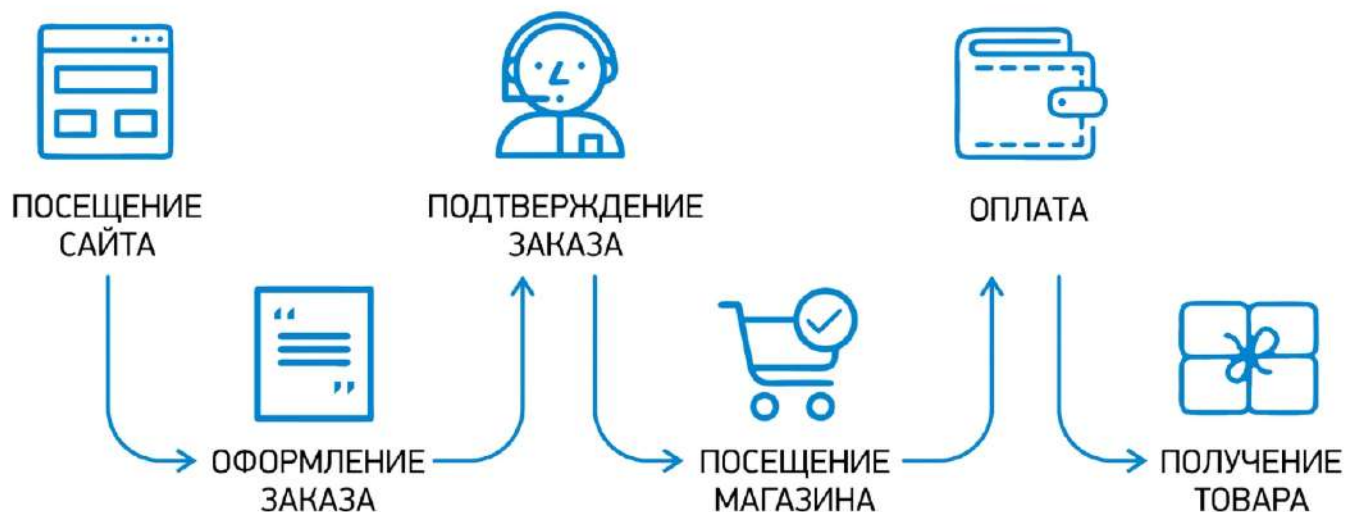 ПОСЕЩЕНИЕ
САЙТА
ОФОРМЛЕНИЕ
ЗАКАЗА
ПОДТВЕРЖДЕНИЕ
ЗАКАЗА
ПОСЕЩЕНИЕ
МАГАЗИНА
ОПЛАТА
ПОЛУЧЕНИЕ
ТОВАРА